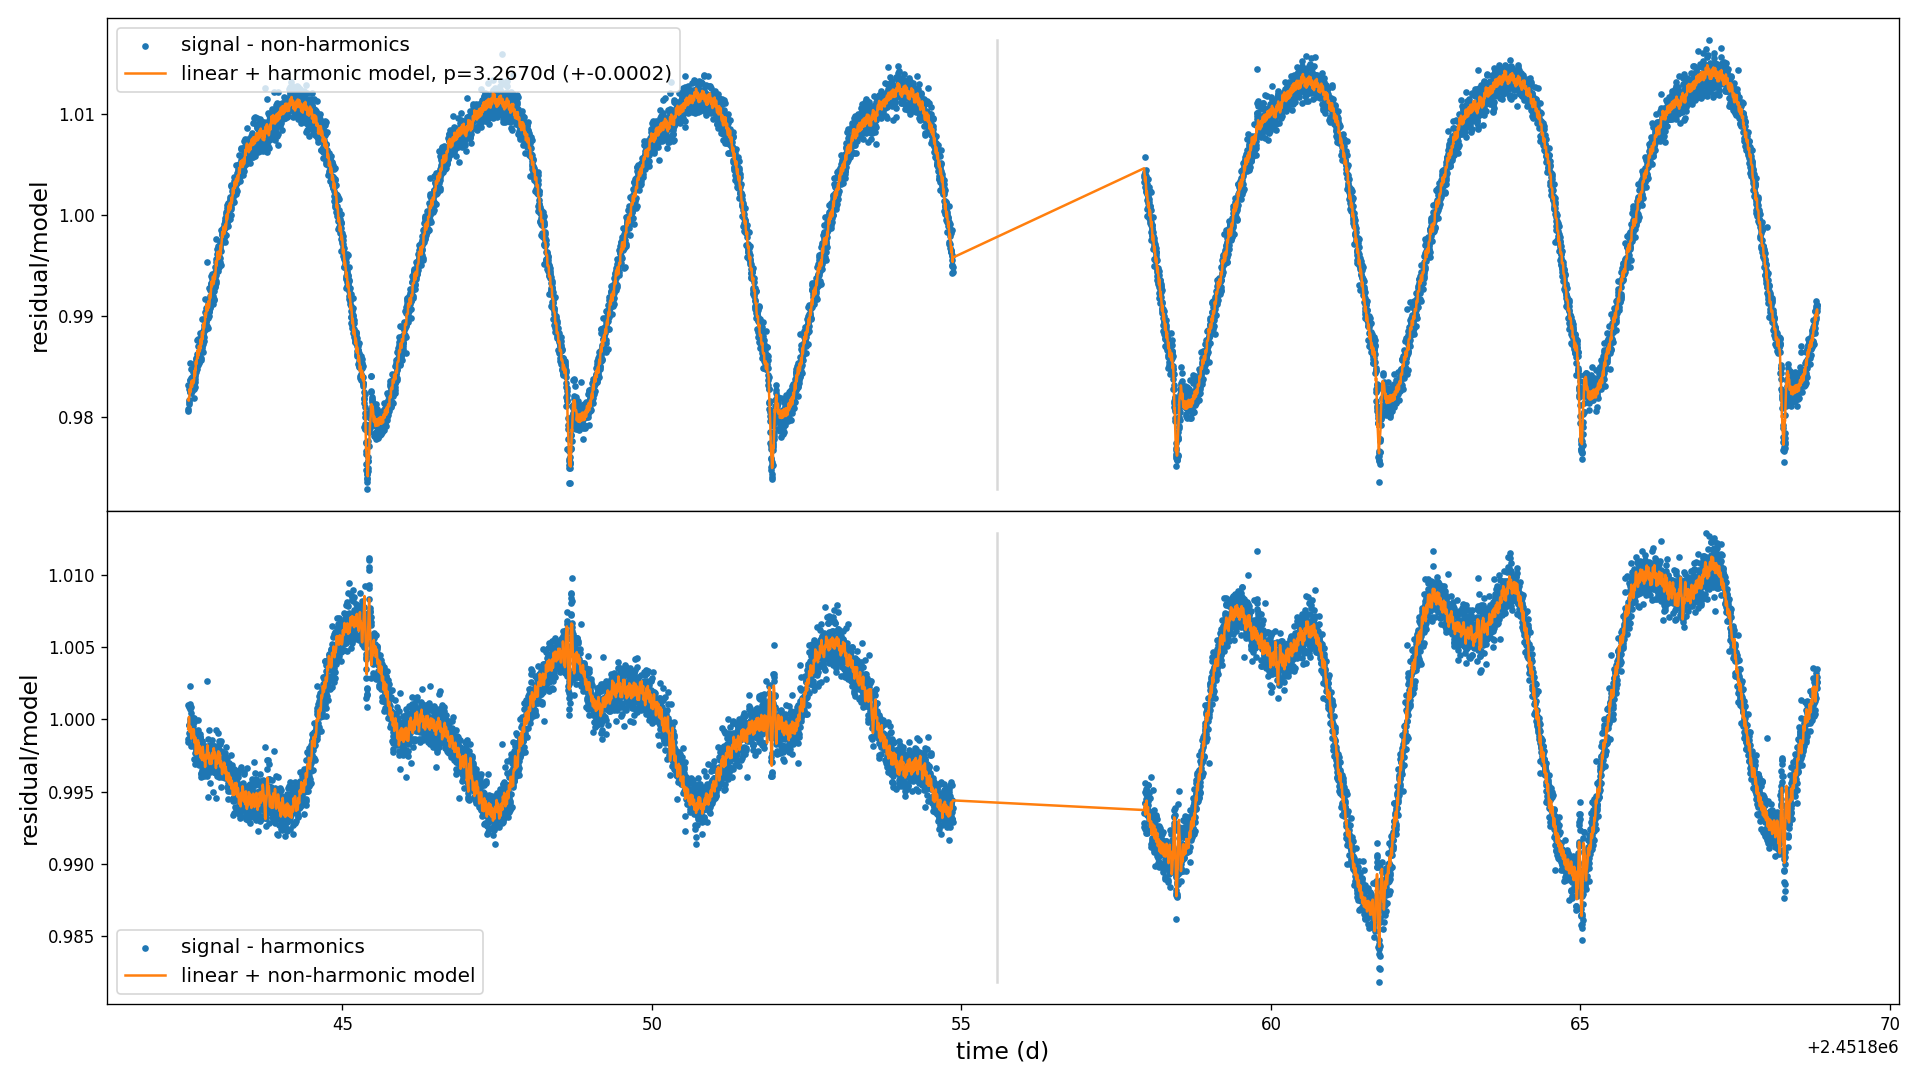 signal - non-harmonics
linear + harmonic model, p=3.2670d (+-0.0002)
residual/model
1.01
1.00
0.99
0.98
residual/model
1.010
1.005
1.000
0.995
0.990
0.985
signal - harmonics
linear + non-harmonic model
45
50
55
60
65
70
time (d)
+2.4518e6